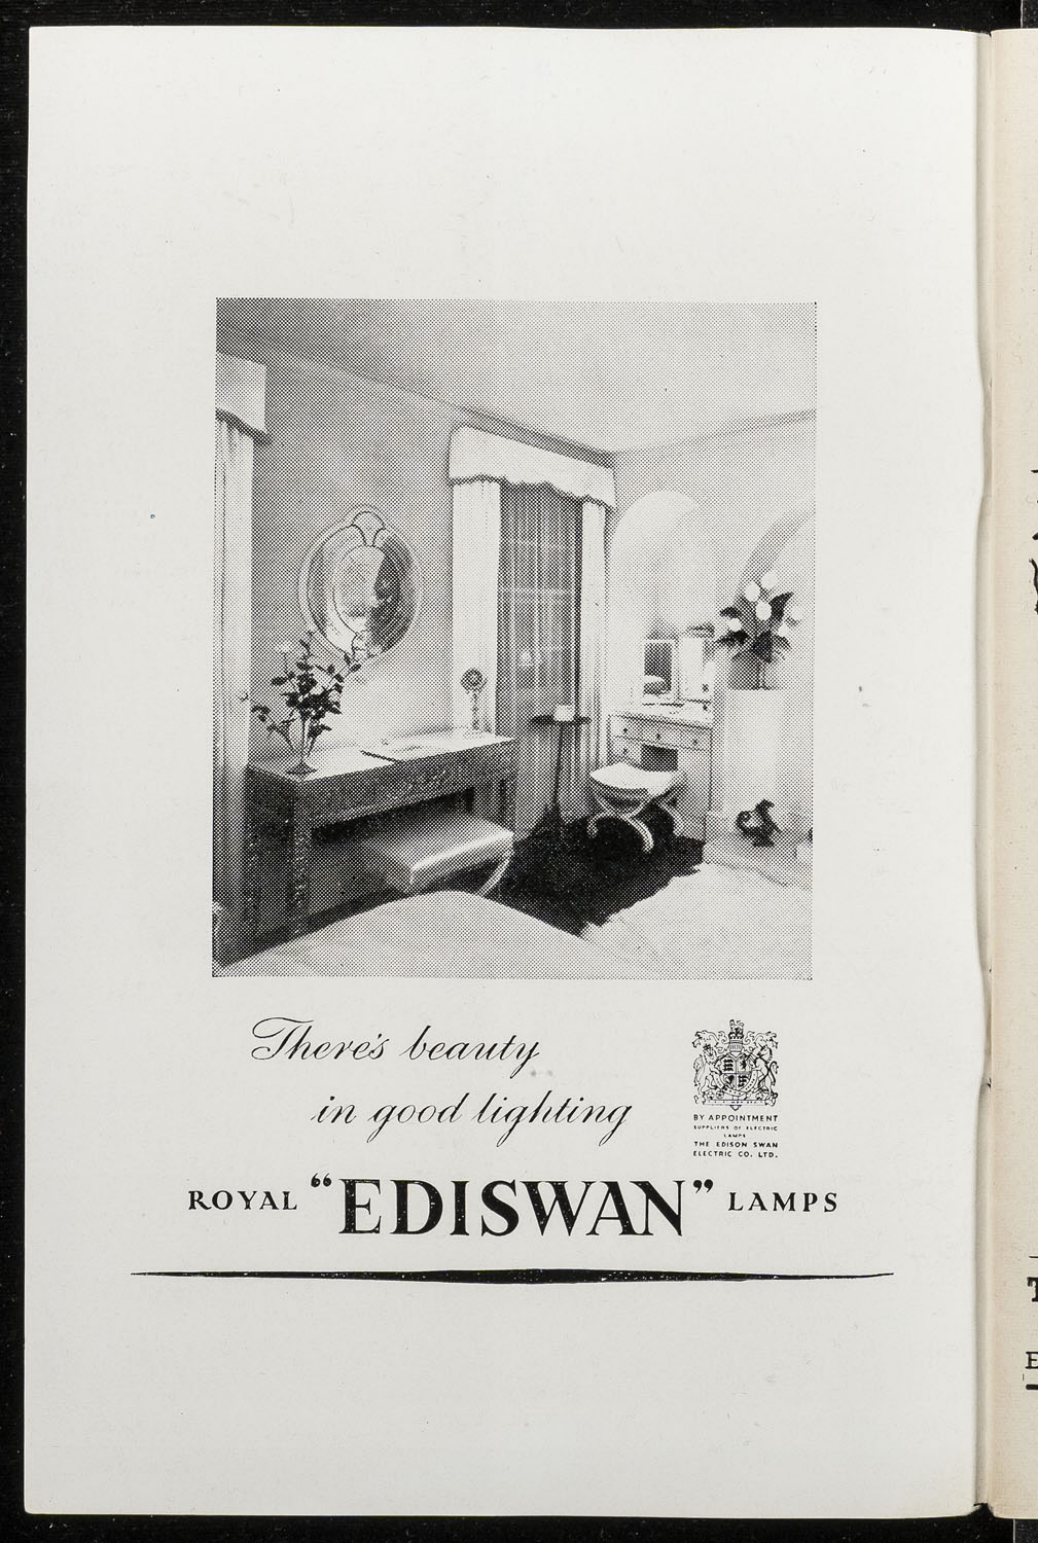 There's beauty
in good lighting
BY APPOINTMENT
SUPPLIERS OF ELECTRIC
LAMPS
THE EDISON SWAN
ELECTRIC CO. LTD.
ROYAL "EDISWAN" LAMPS